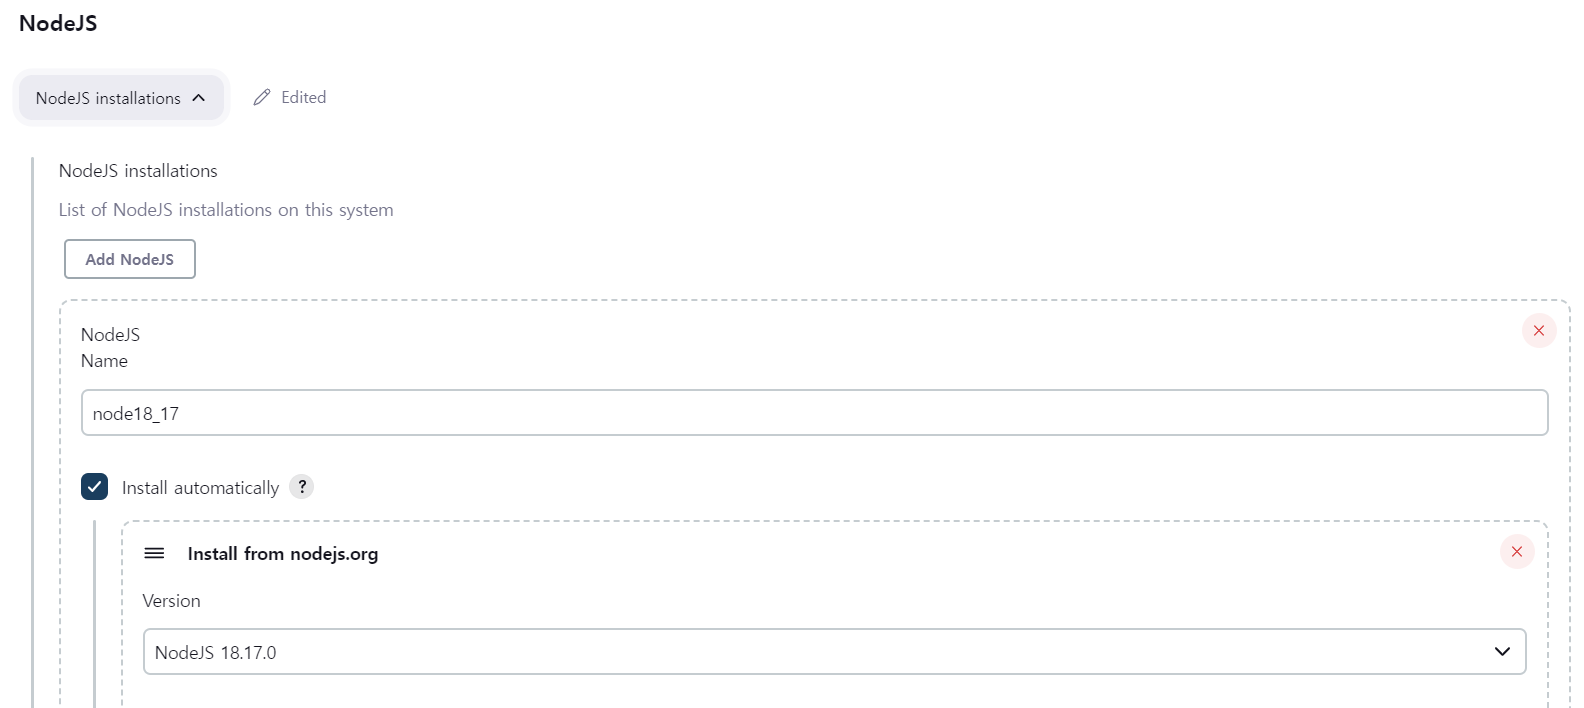 NodeJS
NodeJS installations
Edited
NodeJS installations
List of NodeJS installations on this system
Add NodeJS
NodeJS
Name
node18_17
Install automatically ?
Install from nodejs.org
Version
NodeJS 18.17.0